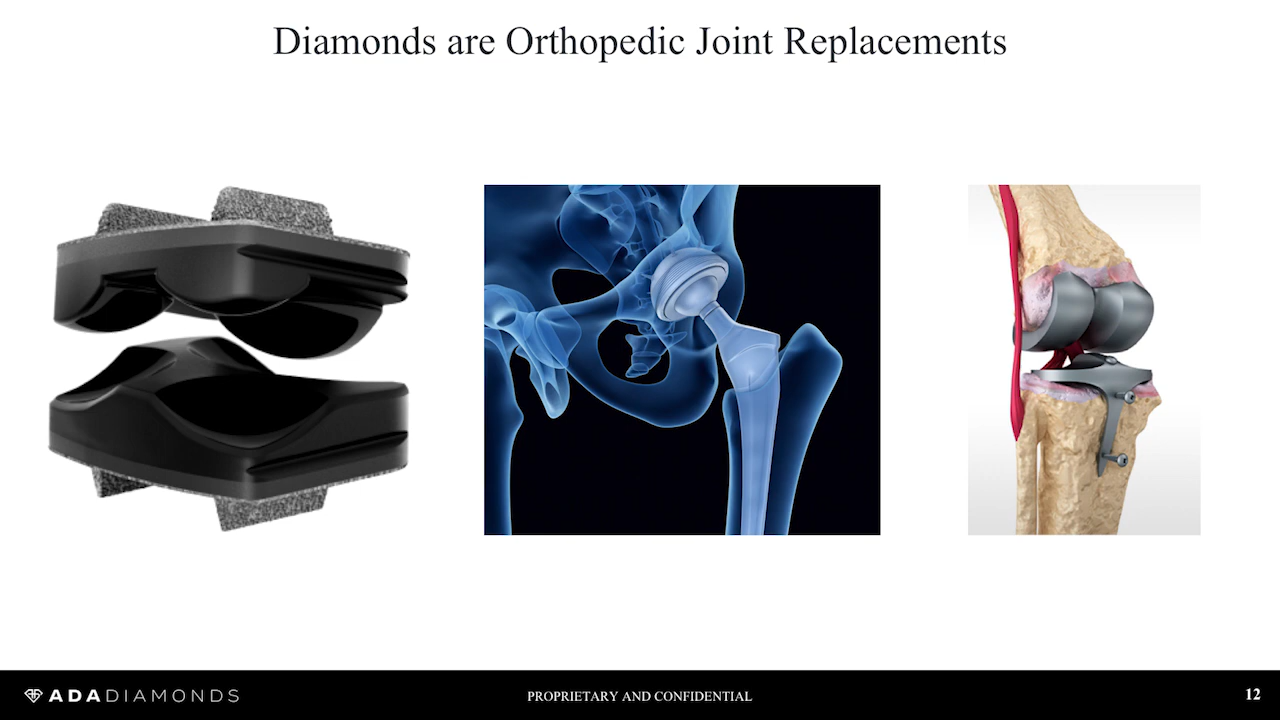 Diamonds are Orthopedic Joint Replacements
ADADIAMONDS
PROPRIETARY AND CONFIDENTIAL
12